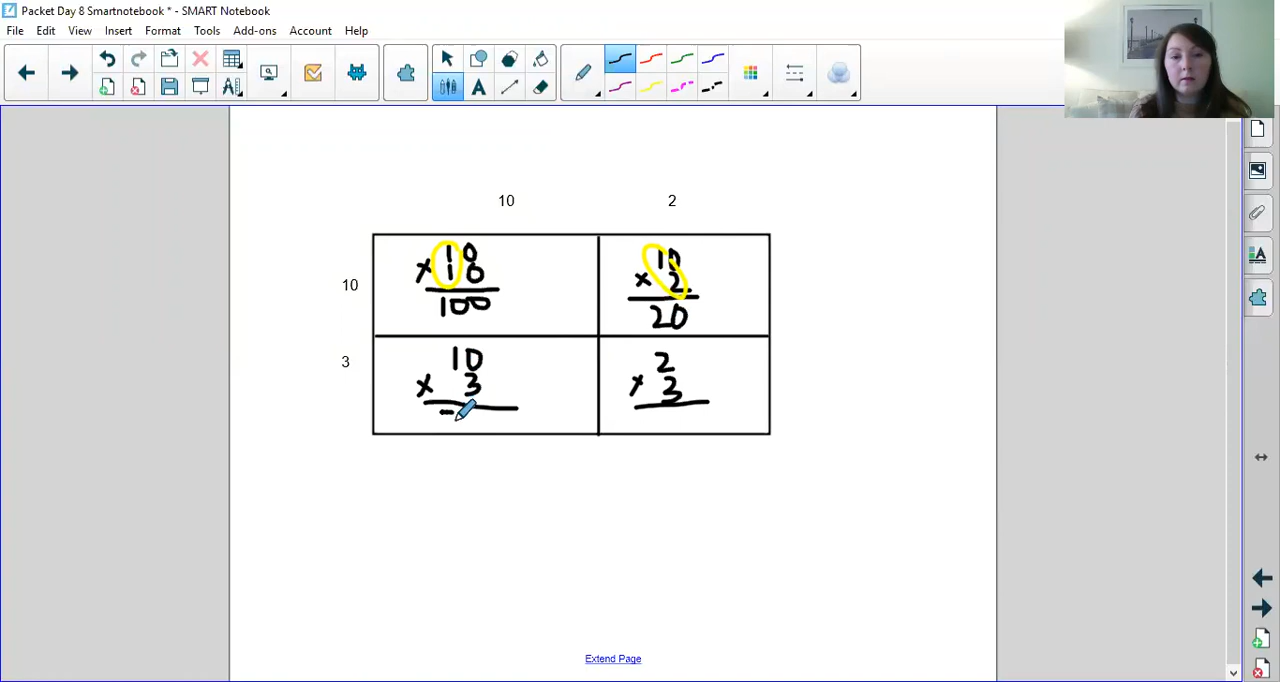 Packet Day 8 Smartnotebook * - SMART Notebook
File Edit View Insert Format Tools Add-ons Account Help
10 2
10
10
x 10
100
10
x 2
20
3
10
x 3
2
x 3
Extend Page